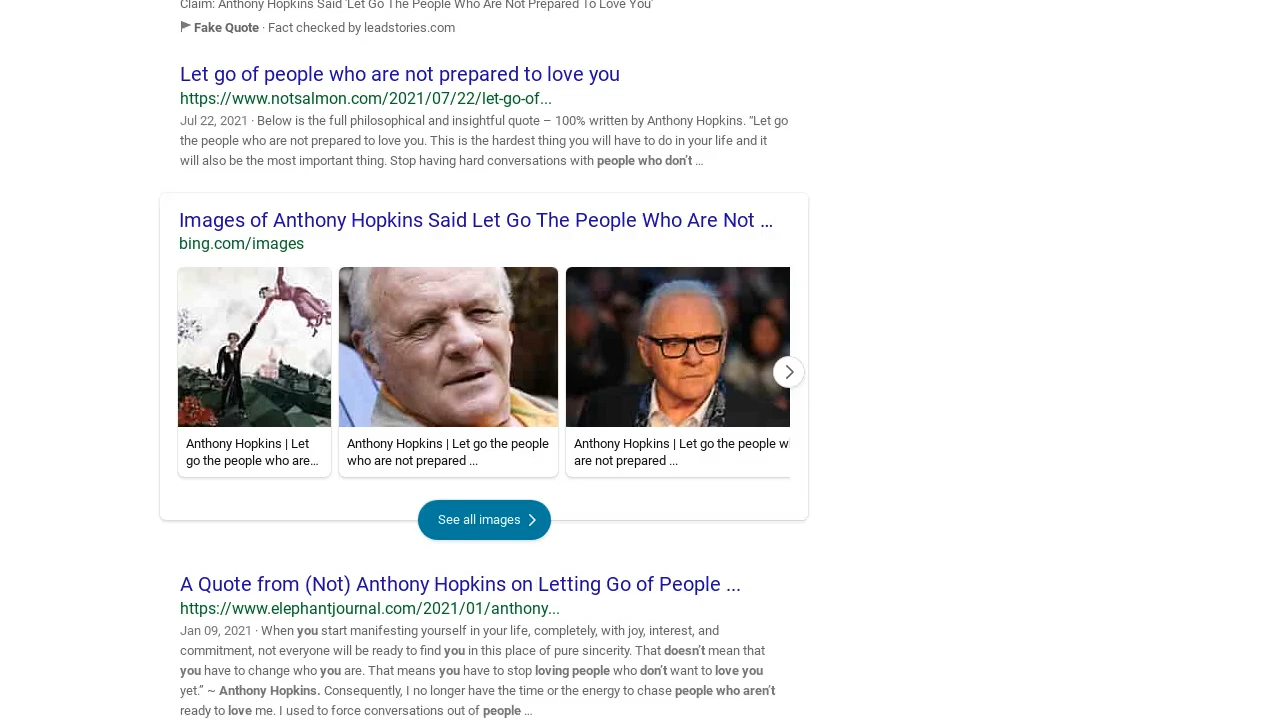 Claim: Anthony Hopkins Said 'Let Go The People Who Are Not Prepared To Love You'
Fake Quote · Fact checked by leadstories.com
Let go of people who are not prepared to love you
https://www.notsalmon.com/2021/07/22/let-go-of...
Jul 22, 2021 · Below is the full philosophical and insightful quote – 100% written by Anthony Hopkins. "Let go
the people who are not prepared to love you. This is the hardest thing you will have to do in your life and it
will also be the most important thing. Stop having hard conversations with people who don't ...
Images of Anthony Hopkins Said Let Go The People Who Are Not ...
bing.com/images
Anthony Hopkins | Let
go the people who are...
Anthony Hopkins | Let go the people
who are not prepared ...
Anthony Hopkins | Let go the people w
are not prepared ...
See all images
A Quote from (Not) Anthony Hopkins on Letting Go of People ...
https://www.elephantjournal.com/2021/01/anthony...
Jan 09, 2021 · When you start manifesting yourself in your life, completely, with joy, interest, and
commitment, not everyone will be ready to find you in this place of pure sincerity. That doesn't mean that
you have to change who you are. That means you have to stop loving people who don't want to love you
yet." ~ Anthony Hopkins. Consequently, I no longer have the time or the energy to chase people who aren't
ready to love me. I used to force conversations out of people ...